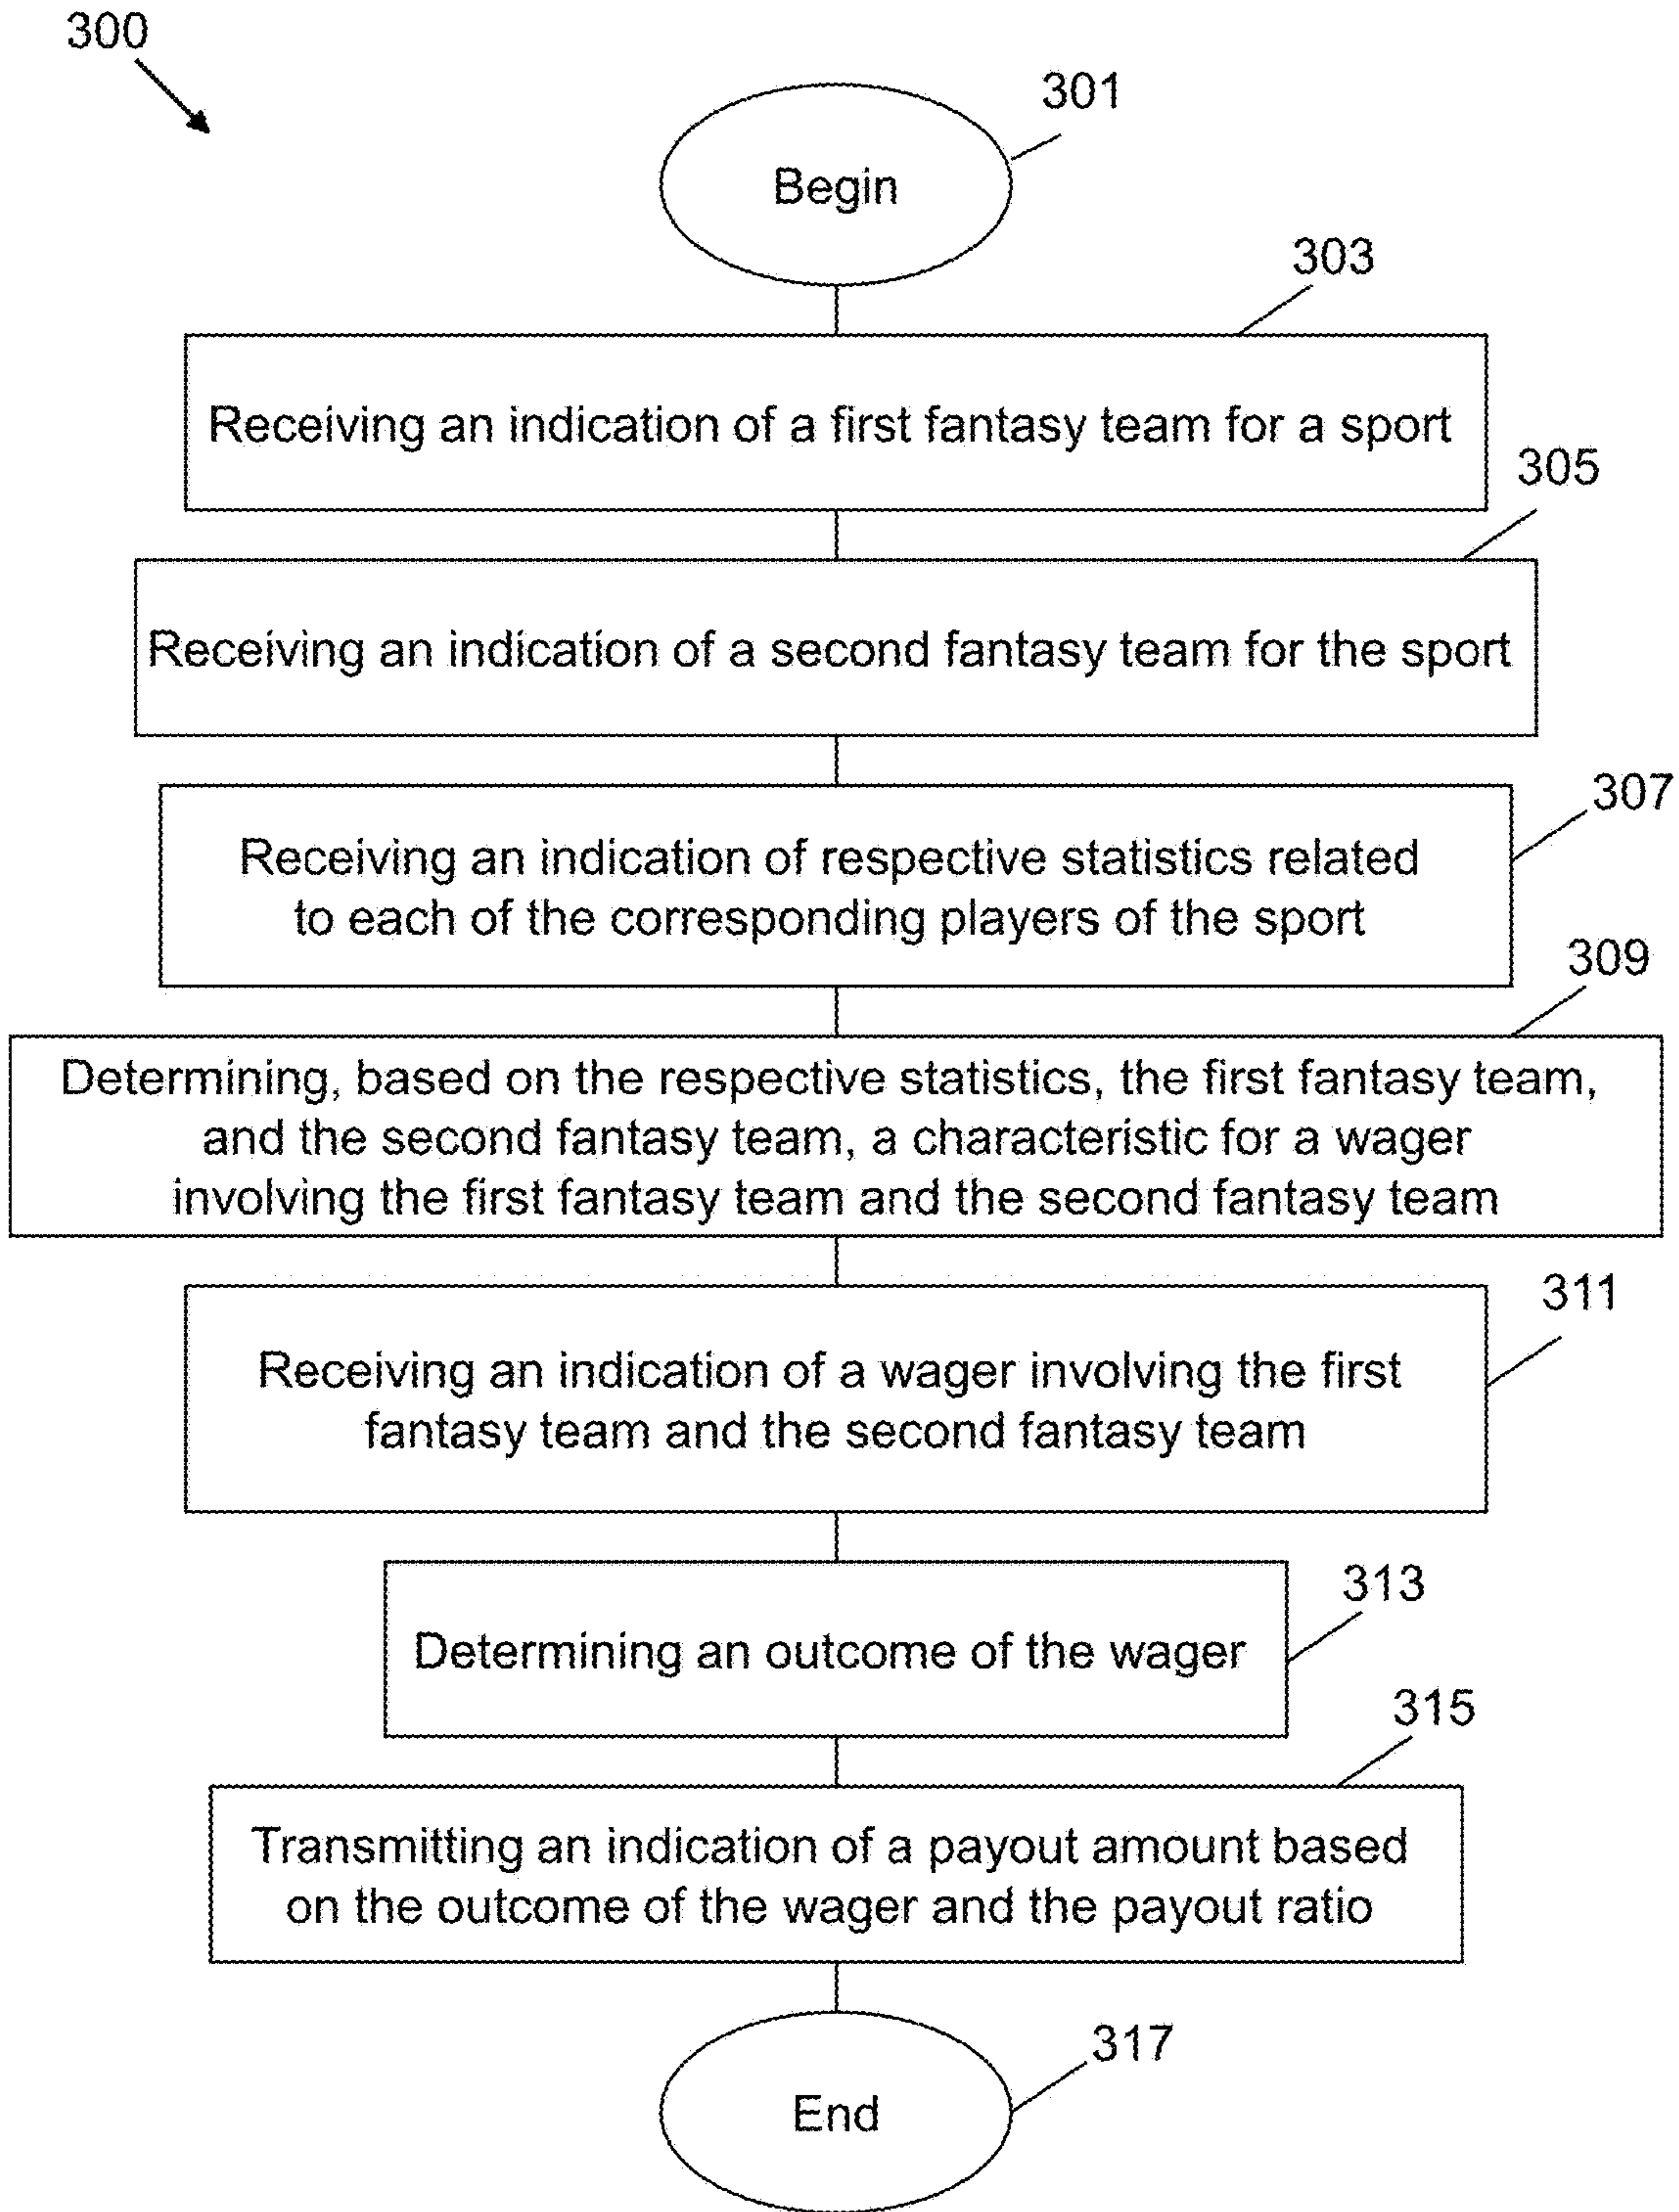 300
301
Begin
303
Receiving an indication of a first fantasy team for a sport
305
Receiving an indication of a second fantasy team for the sport
307
Receiving an indication of respective statistics related
to each of the corresponding players of the sport
309
Determining, based on the respective statistics, the first fantasy team,
and the second fantasy team, a characteristic for a wager
involving the first fantasy team and the second fantasy team
311
Receiving an indication of a wager involving the first
fantasy team and the second fantasy team
313
Determining an outcome of the wager
315
Transmitting an indication of a payout amount based
on the outcome of the wager and the payout ratio
317
End